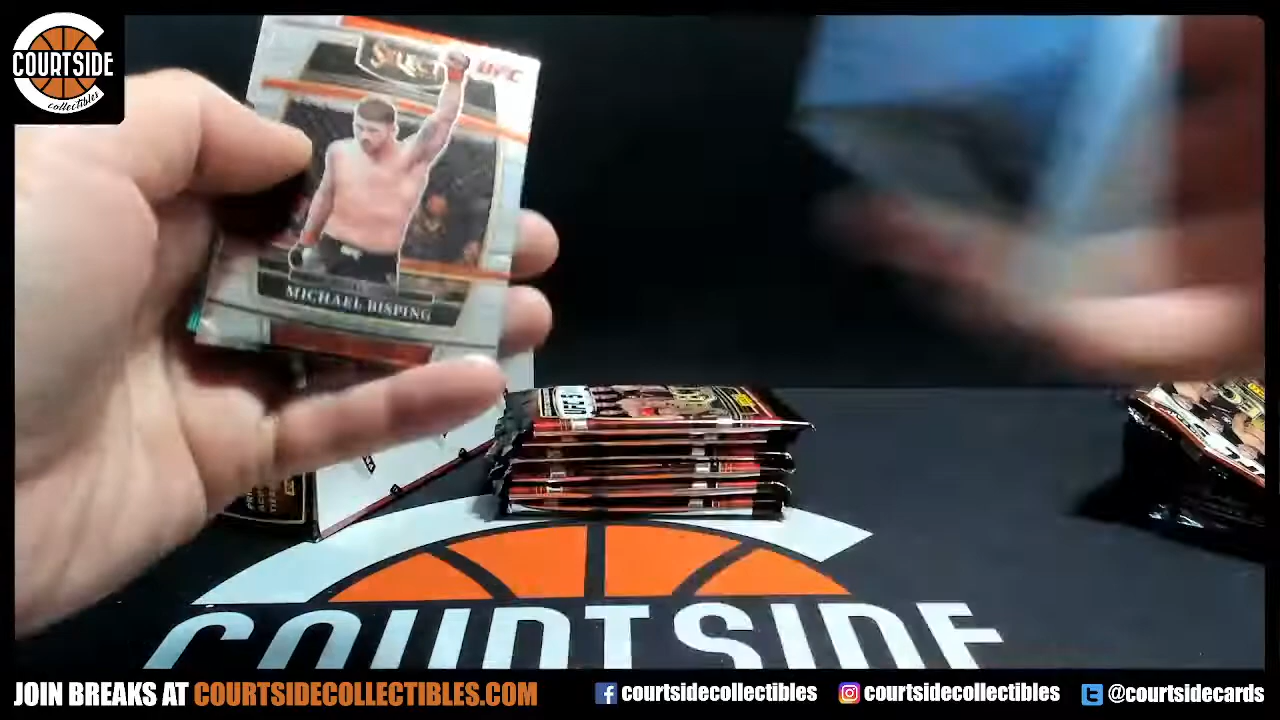 COURTSIDE
collectibles
SELECT
UFC
MICHAEL BISPING
COURTSIDE
JOIN BREAKS AT COURTSIDECOLLECTIBLES.COM
courtsidecollectibles
courtsidecollectibles
@courtsidecards